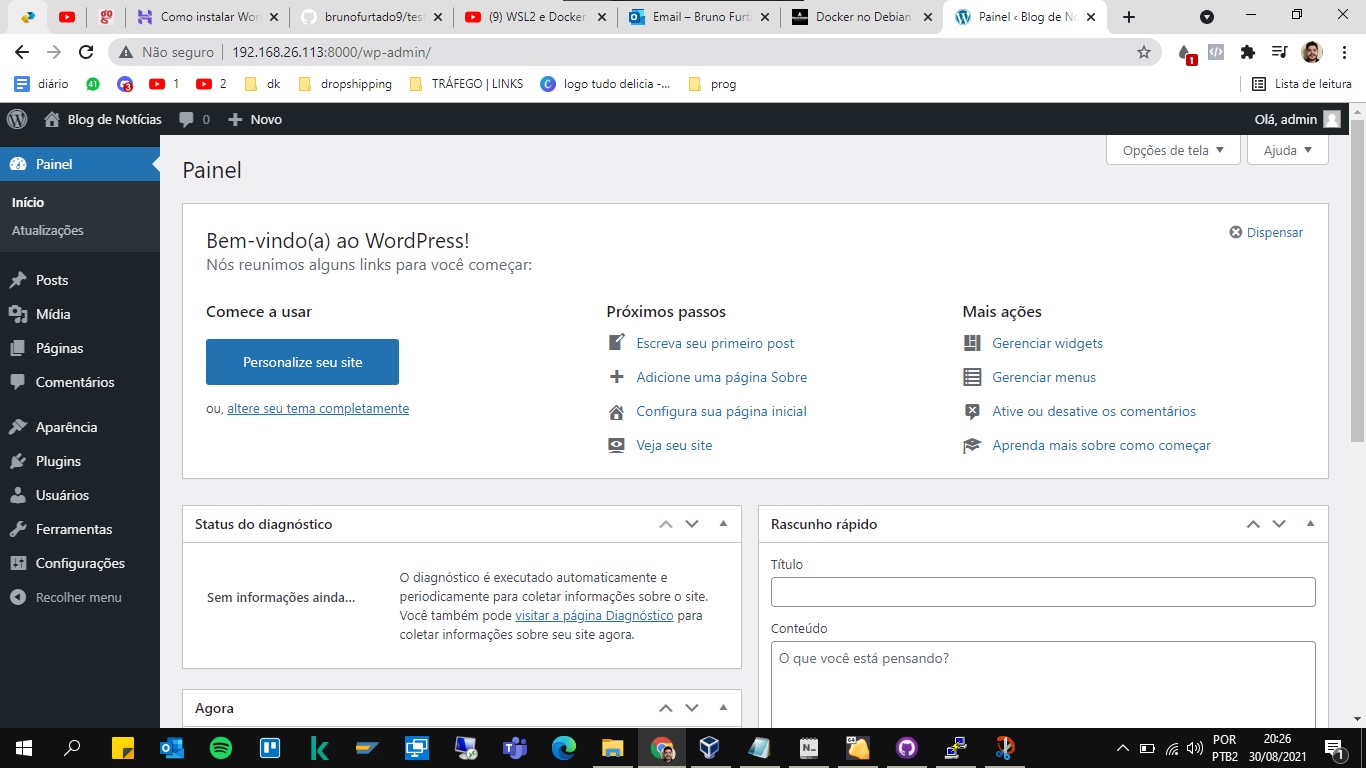 Como instalar Wor
brunofurtado9/test
(9) WSL2 e Docker
Email – Bruno Furt
Docker no Debian
Painel ‹ Blog de No
Não seguro
192.168.26.113:8000/wp-admin/
1
diário
41
3
1
2
dk
dropshipping
TRÁFEGO | LINKS
logo tudo delicia -...
prog
Lista de leitura
Blog de Notícias
0
Novo
Olá, admin
Painel
Início
Atualizações
Posts
Mídia
Páginas
Comentários
Aparência
Plugins
Usuários
Ferramentas
Configurações
Recolher menu
Opções de tela
Ajuda
Painel
Bem-vindo(a) ao WordPress!
Nós reunimos alguns links para você começar:
Dispensar
Comece a usar
Personalize seu site
ou, altere seu tema completamente
Próximos passos
Escreva seu primeiro post
Adicione uma página Sobre
Configura sua página inicial
Veja seu site
Mais ações
Gerenciar widgets
Gerenciar menus
Ative ou desative os comentários
Aprenda mais sobre como começar
Status do diagnóstico
Sem informações ainda...
O diagnóstico é executado automaticamente e
periodicamente para coletar informações sobre o site.
Você também pode visitar a página Diagnóstico para
coletar informações sobre seu site agora.
Agora
Rascunho rápido
Título
Conteúdo
O que você está pensando?
POR
PTB2
20:26
30/08/2021
1